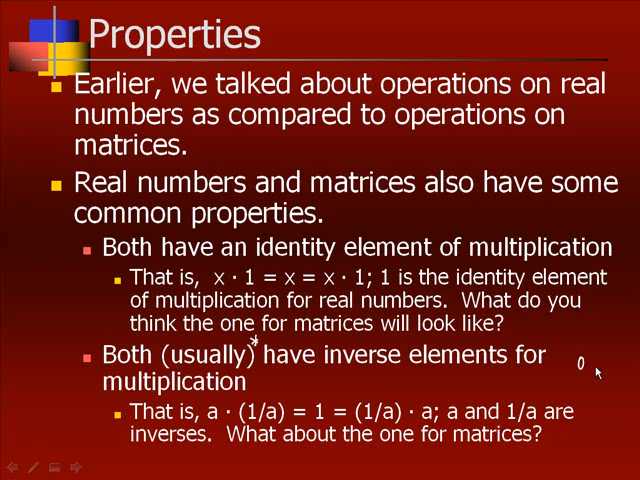 Properties
Earlier, we talked about operations on real
numbers as compared to operations on
matrices.
Real numbers and matrices also have some
common properties.
Both have an identity element of multiplication
That is, x · 1 = x = x · 1; 1 is the identity element
of multiplication for real numbers. What do you
think the one for matrices will look like?
Both (usually)* have inverse elements for 0
multiplication
That is, a · (1/a) = 1 = (1/a) · a; a and 1/a are
inverses. What about the one for matrices?